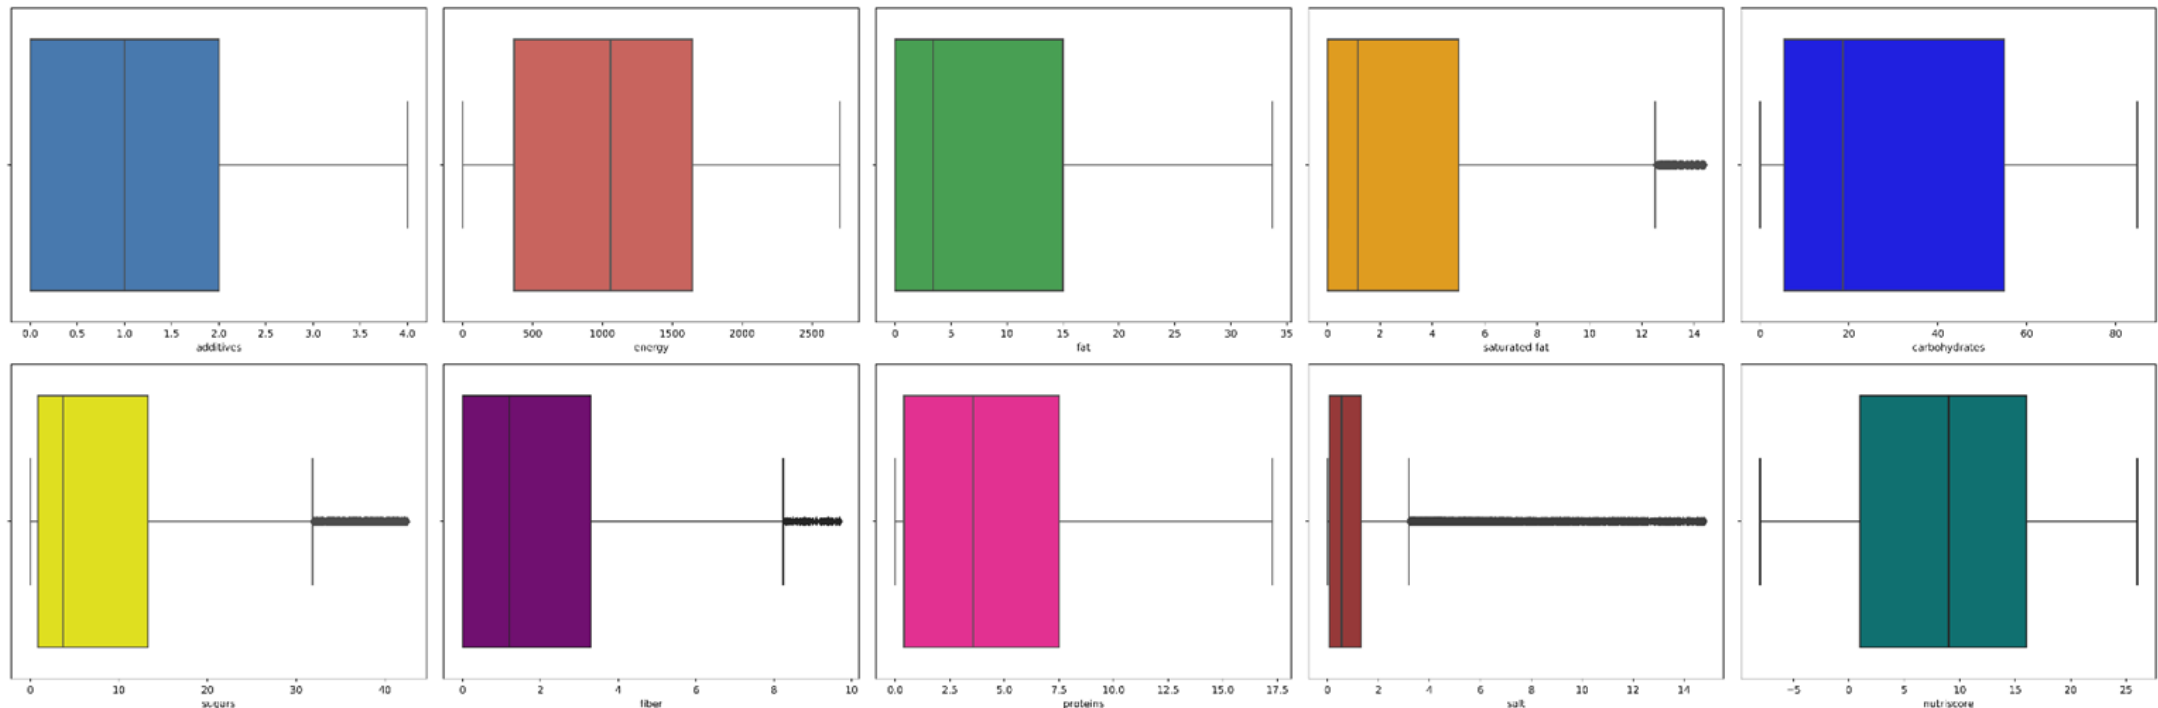 0.0 0.5 1.0 1.5 2.0 2.5 3.0 3.5 4.0
additives
0 500 1000 1500 2000 2500
energy
0 5 10 15 20 25 30 35
fat
0 2 4 6 8 10 12 14
saturated fat
0 20 40 60 80
carbohydrates
0 10 20 30 40
sugars
0 2 4 6 8 10
fiber
0.0 2.5 5.0 7.5 10.0 12.5 15.0 17.5
proteins
0 2 4 6 8 10 12 14
salt
−5 0 5 10 15 20 25
nutriscore